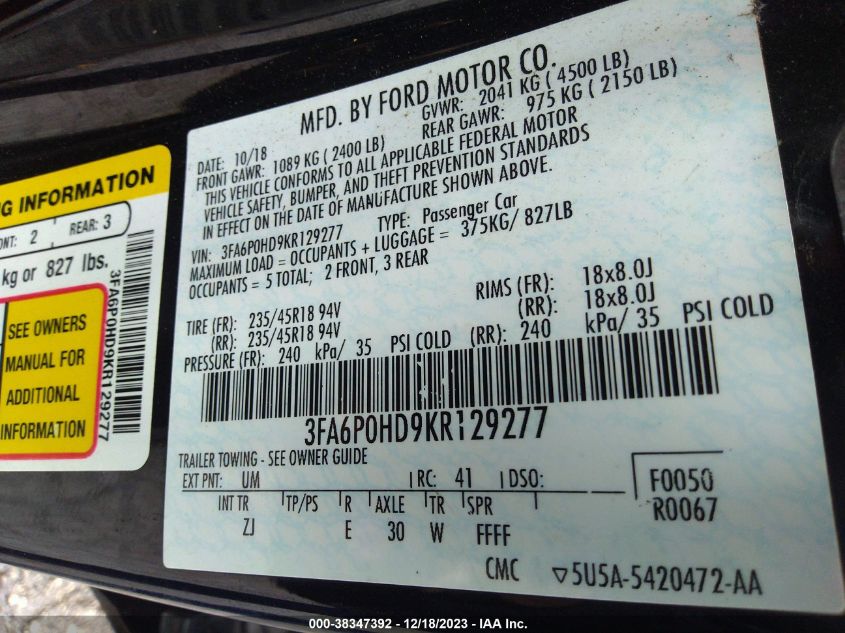 MFD. BY FORD MOTOR CO.
DATE: 10/18 GVWR: 2041 KG ( 4500 LB)
FRONT GAWR: 1089 KG ( 2400 LB) REAR GAWR: 975 KG ( 2150 LB)
THIS VEHICLE CONFORMS TO ALL APPLICABLE FEDERAL MOTOR
VEHICLE SAFETY, BUMPER, AND THEFT PREVENTION STANDARDS
IN EFFECT ON THE DATE OF MANUFACTURE SHOWN ABOVE.
VIN: 3FA6P0HD9KR129277 TYPE: Passenger Car
MAXIMUM LOAD = OCCUPANTS + LUGGAGE = 375KG/ 827LB
OCCUPANTS = 5 TOTAL; 2 FRONT, 3 REAR
TIRE (FR): 235/45R18 94V RIMS (FR): 18x8.0J
(RR): 235/45R18 94V (RR): 18x8.0J
PRESSURE (FR): 240 kPa/ 35 PSI COLD (RR): 240 kPa/ 35 PSI COLD
3FA6P0HD9KR129277
TRAILER TOWING - SEE OWNER GUIDE
EXT PNT: UM RC: 41 DSO:
F0050
R0067
INT TR TP/PS R AXLE TR SPR
ZJ E 30 W FFFF
CMC 5U5A-5420472-AA
INFORMATION
2 REAR: 3
kg or 827 lbs.
3FA6P0HD9KR129277
SEE OWNERS
MANUAL FOR
ADDITIONAL
INFORMATION
000-38347392 - 12/18/2023 - IAA Inc.